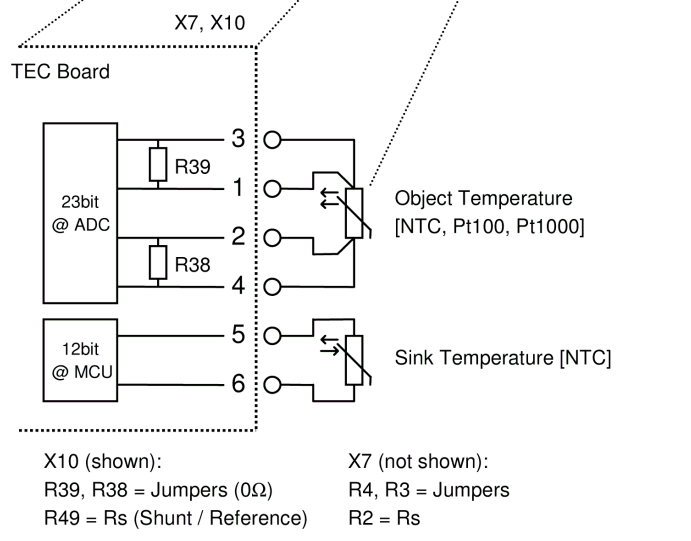 X7, X10
TEC Board
3
R39
1
23bit
@ ADC
2
R38
4
Object Temperature
[NTC, Pt100, Pt1000]
5
12bit
@ MCU
6
Sink Temperature [NTC]
X10 (shown):
R39, R38 = Jumpers (0Ω)
R49 = Rs (Shunt / Reference)
X7 (not shown):
R4, R3 = Jumpers
R2 = Rs